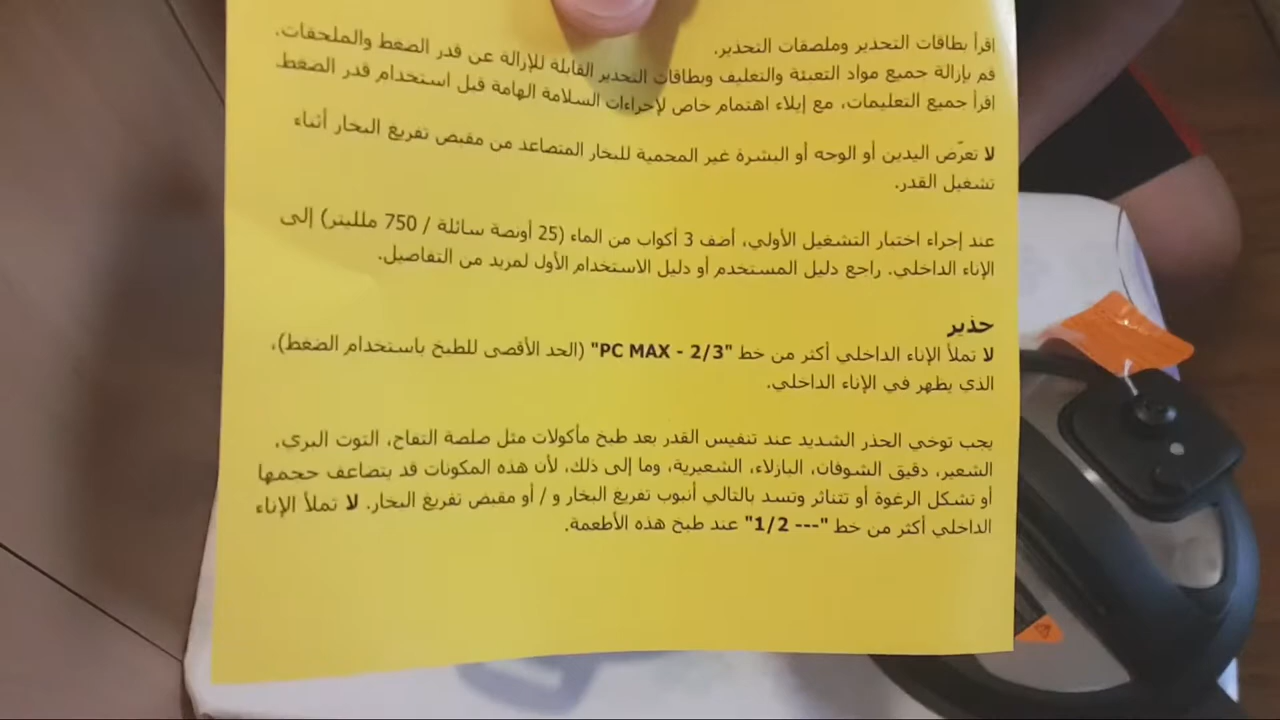 اقرأ بطاقات التحذير وملصقات التحذير.
قم بإزالة جميع مواد التعبئة والتغليف وبطاقات التحذير القابلة للإزالة عن قدر الضغط والملحقات.
اقرأ جميع التعليمات، مع إيلاء اهتمام خاص لإجراءات السلامة الهامة قبل استخدام قدر الضغط
لا تعرّض اليدين أو الوجه أو البشرة غير المحمية للبخار المتصاعد من مقبض تفريغ البخار أثناء
تشغيل القدر.
عند إجراء اختبار التشغيل الأولي، أضف 3 أكواب من الماء (25 أونصة سائلة / 750 ملليتر) إلى
الإناء الداخلي. راجع دليل المستخدم أو دليل الاستخدام الأول لمزيد من التفاصيل.
حذير
لا تملأ الإناء الداخلي أكثر من خط "PC MAX - 2/3" (الحد الأقصى للطبخ باستخدام الضغط)،
الذي يظهر في الإناء الداخلي.
يجب توخي الحذر الشديد عند تنفيس القدر بعد طبخ مأكولات مثل صلصة التفاح، التوت البري،
الشعير، دقيق الشوفان، البازلاء، الشعيرية، وما إلى ذلك، لأن هذه المكونات قد يتضاعف حجمها
أو تشكل الرغوة أو تتناثر وتسد بالتالي أنبوب تفريغ البخار و / أو مقبض تفريغ البخار. لا تملأ الإناء
الداخلي أكثر من خط "--- 1/2" عند طبخ هذه الأطعمة.